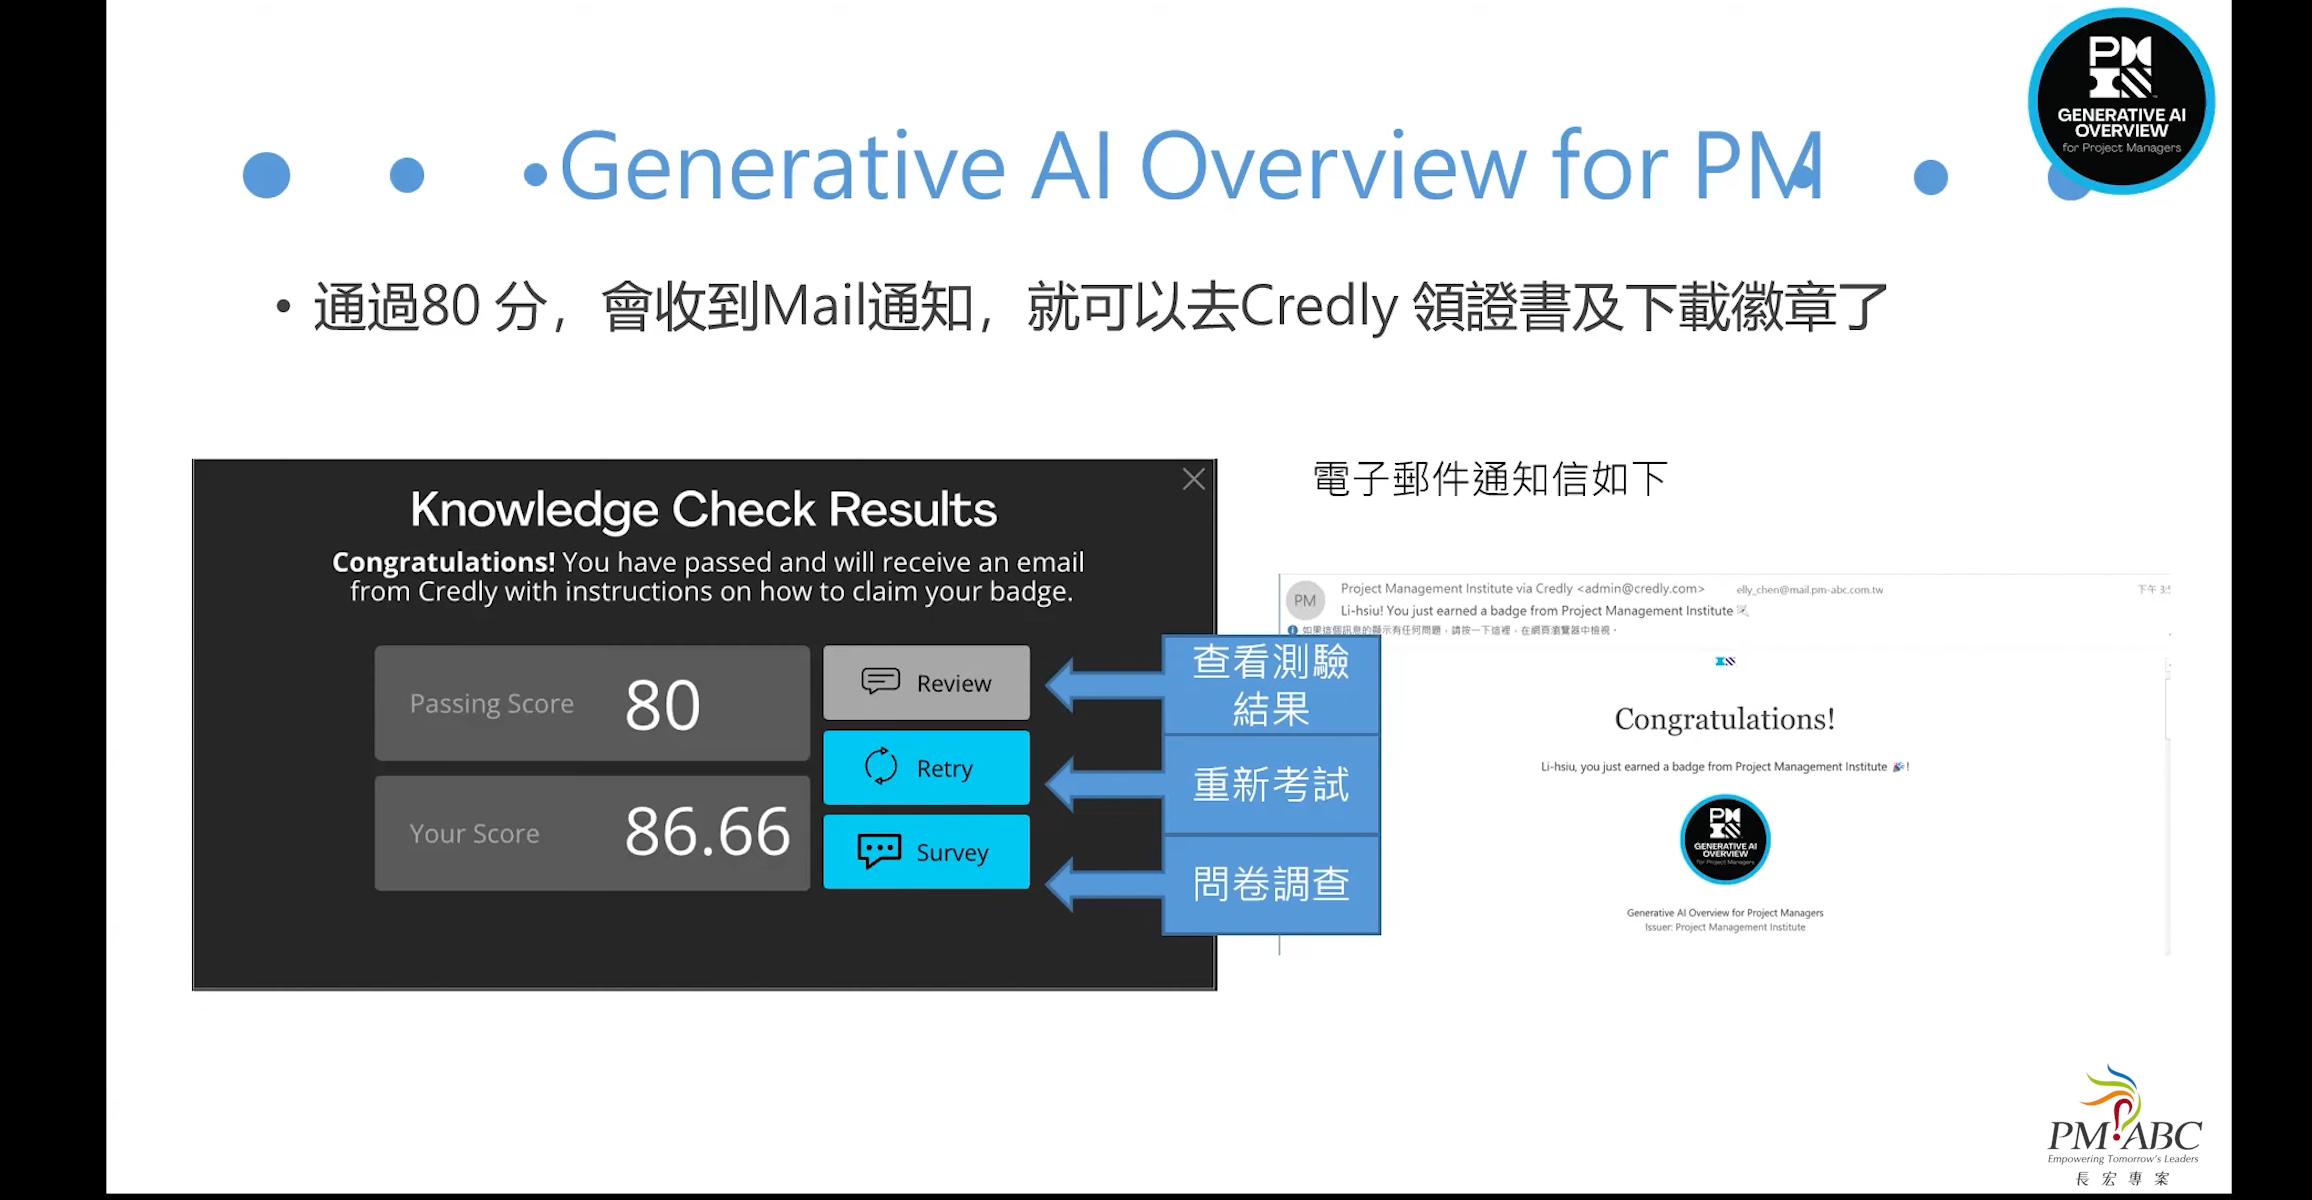 PM
GENERATIVE AI
OVERVIEW
for Project Managers
Generative AI Overview for PM
• 通過80 分，會收到Mail通知，就可以去Credly 領證書及下載徽章了
Knowledge Check Results
Congratulations! You have passed and will receive an email
from Credly with instructions on how to claim your badge.
Passing Score 80
Your Score 86.66
Review
Retry
Survey
查看測驗
結果
重新考試
問卷調查
電子郵件通知信如下
PM
Project Management Institute via Credly <admin@credly.com> elly_chen@mail.pm-abc.com.tw
下午 3:5
Li-hsiu! You just earned a badge from Project Management Institute
如果這個訊息的顯示有任何問題，請按一下這裡，在網頁瀏覽器中檢視。
Congratulations!
Li-hsiu, you just earned a badge from Project Management Institute 🎉!
GENERATIVE AI
OVERVIEW
for Project Managers
Generative AI Overview for Project Managers
Issuer: Project Management Institute
PM ABC
Empowering Tomorrow's Leaders
長宏專案